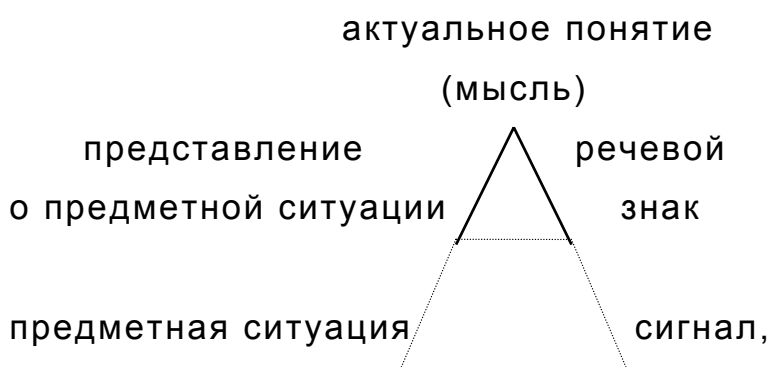 актуальное понятие
(мысль)
представление речевой
о предметной ситуации знак
предметная ситуация сигнал,